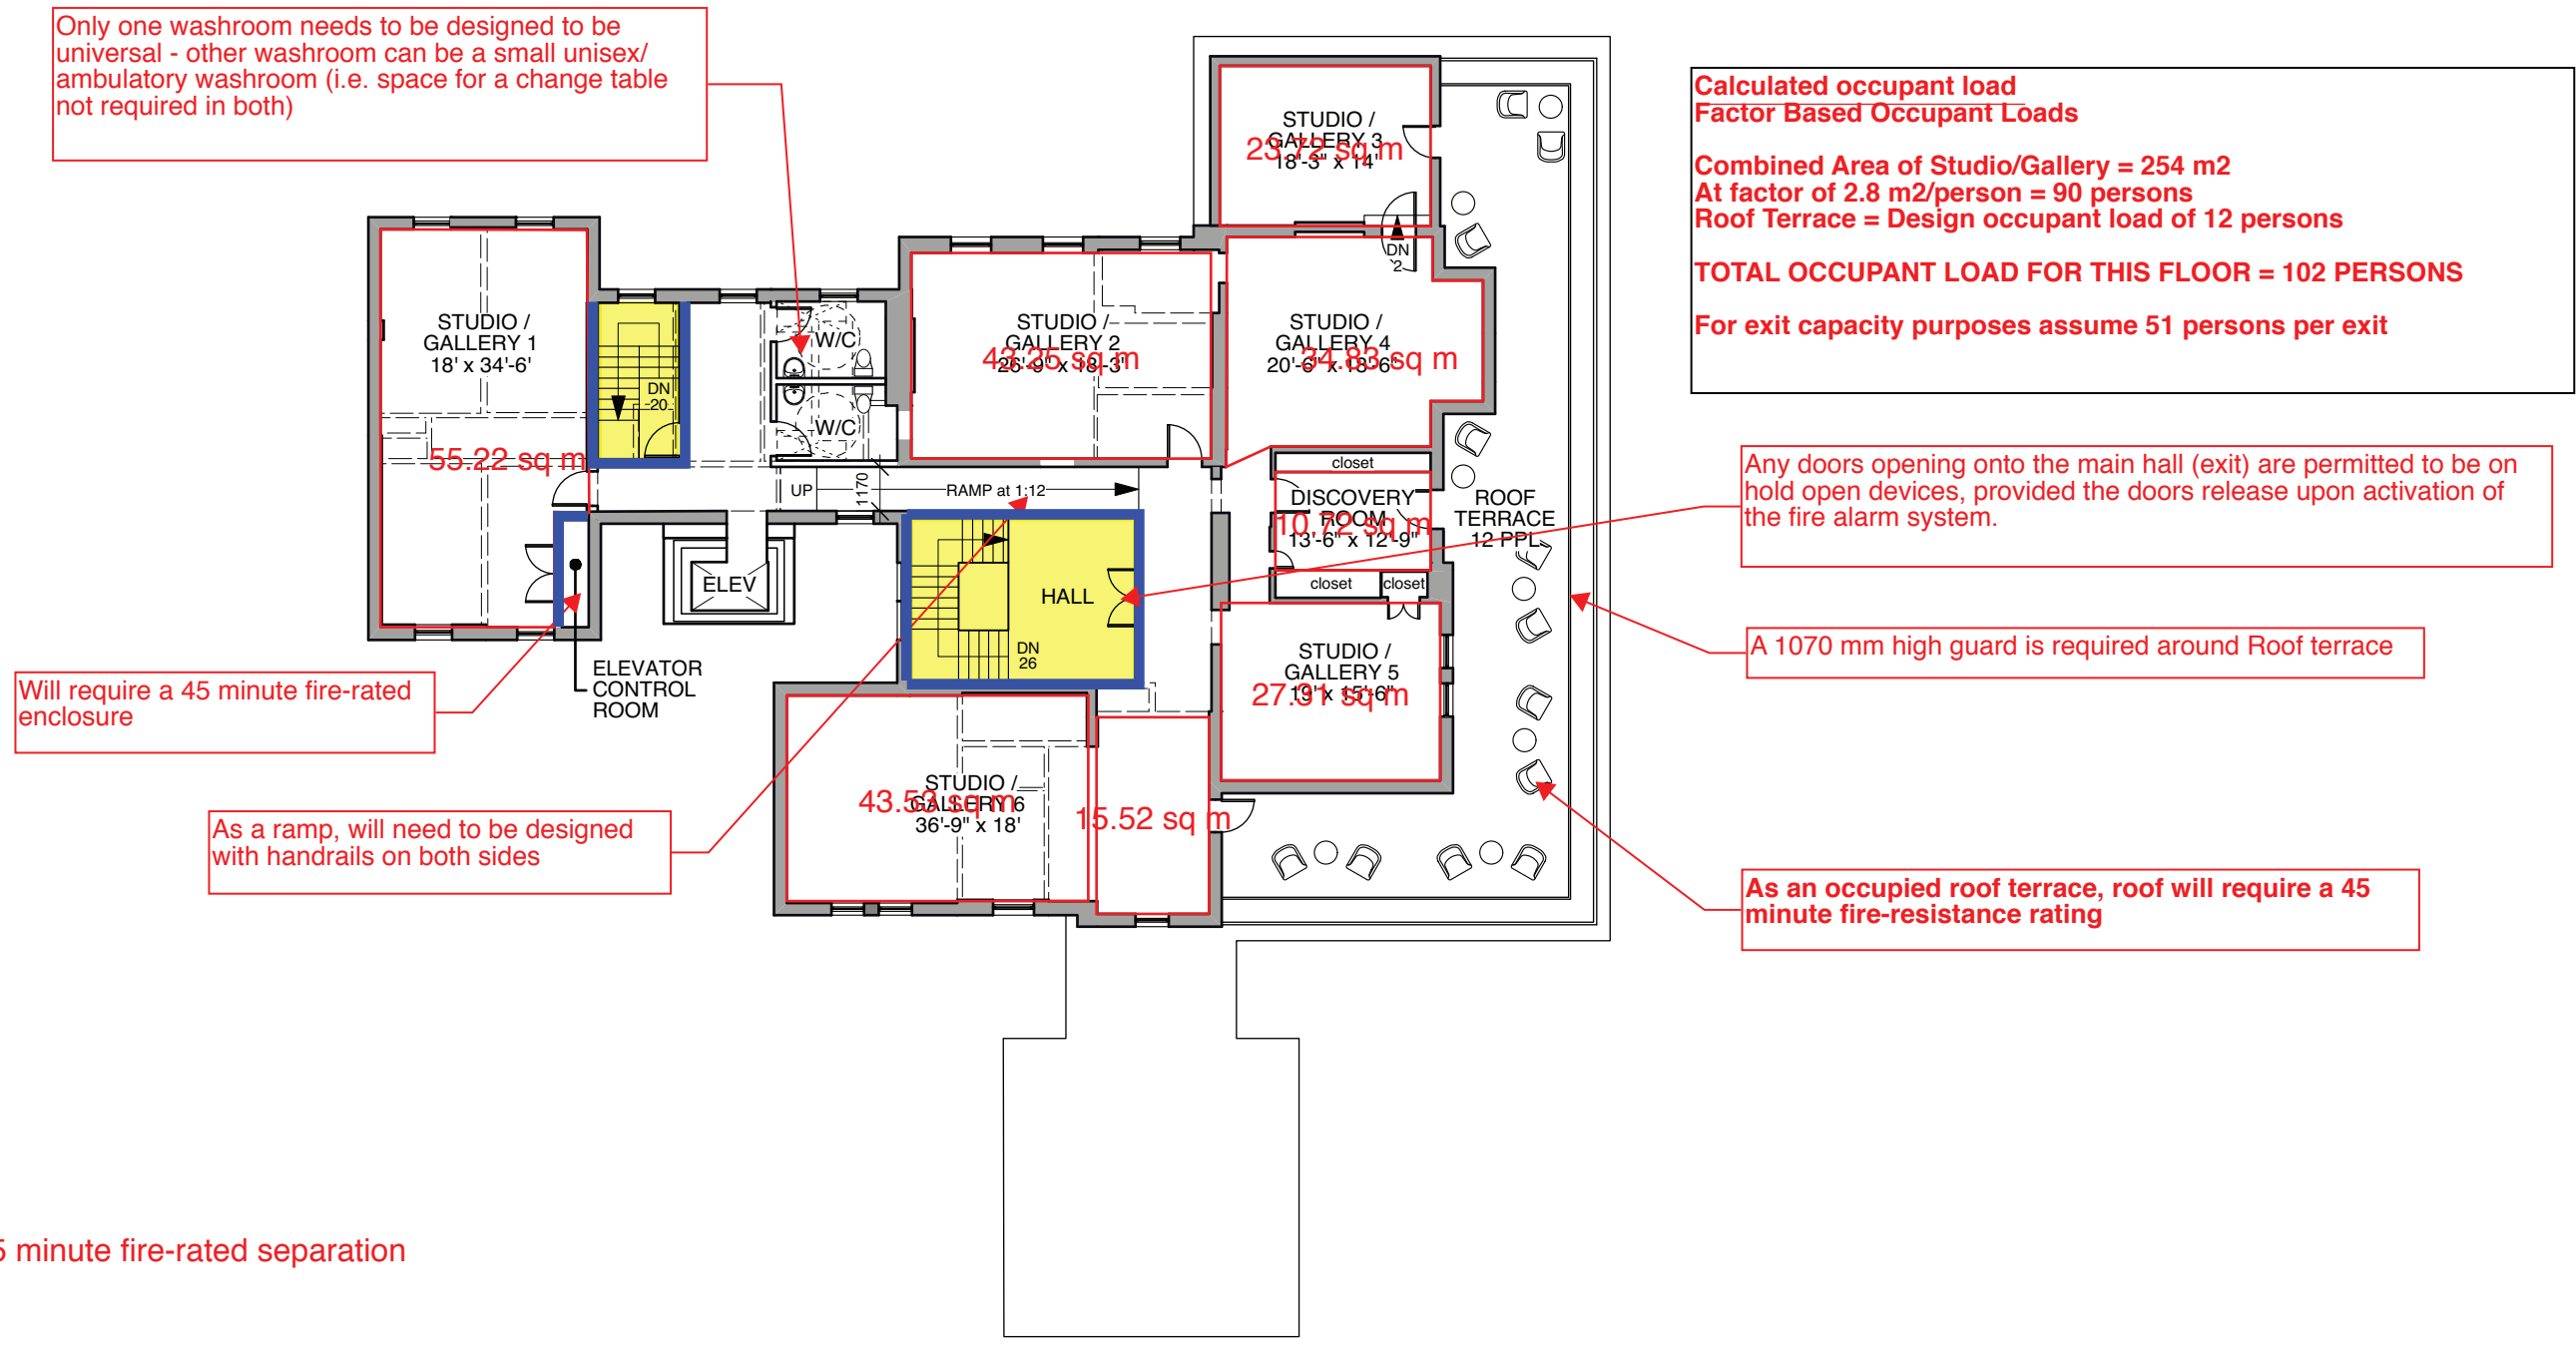 Only one washroom needs to be designed to be
universal - other washroom can be a small unisex/
ambulatory washroom (i.e. space for a change table
not required in both)
Calculated occupant load
Factor Based Occupant Loads
Combined Area of Studio/Gallery = 254 m2
At factor of 2.8 m2/person = 90 persons
Roof Terrace = Design occupant load of 12 persons
TOTAL OCCUPANT LOAD FOR THIS FLOOR = 102 PERSONS
For exit capacity purposes assume 51 persons per exit
STUDIO /
GALLERY 3
18'-3" x 14'
23.72 sq m
DN
2
STUDIO /
GALLERY 1
18' x 34'-6'
55.22 sq m
DN
20
W/C
W/C
STUDIO /
GALLERY 2
26'-9" x 18'-3"
43.25 sq m
STUDIO /
GALLERY 4
20'-6" x 18'-6"
34.83 sq m
UP
1170
RAMP at 1:12
closet
DISCOVERY
ROOM
13'-6" x 12'-9"
10.72 sq m
closet
closet
ROOF
TERRACE
12 PPL
Any doors opening onto the main hall (exit) are permitted to be on
hold open devices, provided the doors release upon activation of
the fire alarm system.
ELEV
HALL
DN
26
A 1070 mm high guard is required around Roof terrace
ELEVATOR
CONTROL
ROOM
Will require a 45 minute fire-rated
enclosure
STUDIO /
GALLERY 5
19' x 15'-6"
27.31 sq m
STUDIO /
GALLERY 6
36'-9" x 18'
43.53 sq m
15.52 sq m
As a ramp, will need to be designed
with handrails on both sides
As an occupied roof terrace, roof will require a 45
minute fire-resistance rating
5 minute fire-rated separation